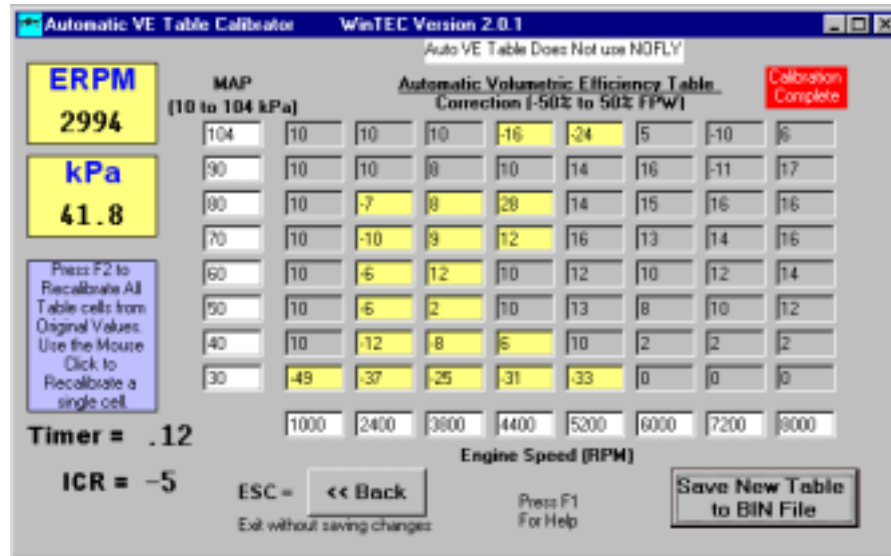 Automatic VE Table Calibrator WinTEC Version 2.0.1
Auto VE Table Does Not use NOFLY
ERPM
2994
kPa
41.8
Press F2 to
Recalibrate All
Table cells from
Original Values.
Use the Mouse
Click to
Recalibrate a
single cell.
Timer = .12
ICR = -5
MAP
(10 to 104 kPa)
Automatic Volumetric Efficiency Table
Correction (-50% to 50% FPW)
Calibration
Complete
104 10 10 10 -16 -24 5 -10 6
90 10 10 8 10 14 16 -11 17
80 10 -7 8 28 14 15 16 16
70 10 -10 9 12 16 13 14 16
60 10 -6 12 10 12 10 12 14
50 10 -6 2 10 13 8 10 12
40 10 -12 -8 6 10 2 2 2
30 -49 -37 -25 -31 -33 0 0 0
1000 2400 3800 4400 5200 6000 7200 8000
Engine Speed (RPM)
ESC = << Back
Exit without saving changes
Press F1
For Help
Save New Table
to BIN File